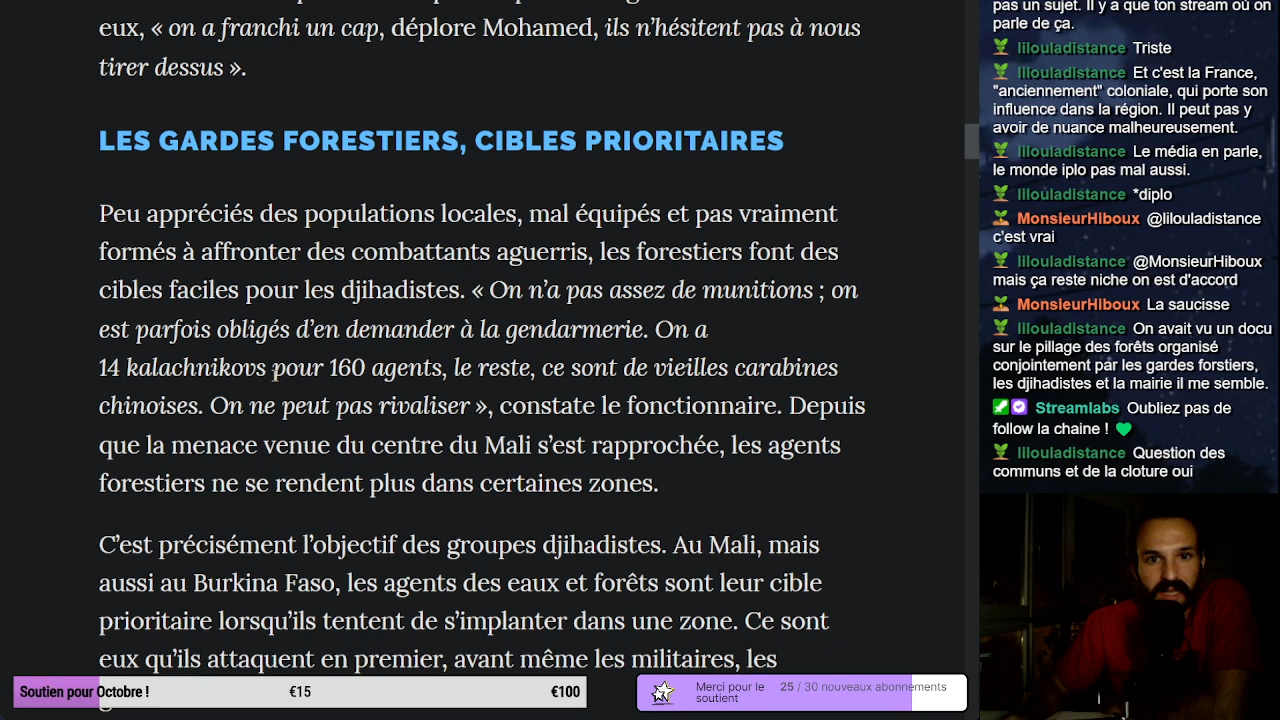 eux, « on a franchi un cap, déplore Mohamed, ils n’hésitent pas à nous
tirer dessus ».
LES GARDES FORESTIERS, CIBLES PRIORITAIRES
Peu appréciés des populations locales, mal équipés et pas vraiment
formés à affronter des combattants aguerris, les forestiers font des
cibles faciles pour les djihadistes. « On n’a pas assez de munitions ; on
est parfois obligés d’en demander à la gendarmerie. On a
14 kalachnikovs pour 160 agents, le reste, ce sont de vieilles carabines
chinoises. On ne peut pas rivaliser », constate le fonctionnaire. Depuis
que la menace venue du centre du Mali s’est rapprochée, les agents
forestiers ne se rendent plus dans certaines zones.
C’est précisément l’objectif des groupes djihadistes. Au Mali, mais
aussi au Burkina Faso, les agents des eaux et forêts sont leur cible
prioritaire lorsqu’ils tentent de s’implanter dans une zone. Ce sont
eux qu’ils attaquent en premier, avant même les militaires, les
Soutien pour Octobre ! €15 €100
Merci pour le
soutien
25 / 30 nouveaux abonnements
pas un sujet. Il y a que ton stream où on
parle de ça.
lilouladistance Triste
lilouladistance Et c'est la France,
"anciennement" coloniale, qui porte son
influence dans la région. Il peut pas y
avoir de nuance malheureusement.
lilouladistance Le média en parle,
le monde iplo pas mal aussi.
lilouladistance *diplo
MonsieurHiboux @lilouladistance
c'est vrai
lilouladistance @MonsieurHiboux
mais ça reste niche on est d'accord
MonsieurHiboux La saucisse
lilouladistance On avait vu un docu
sur le pillage des forêts organisé
conjointement par les gardes forstiers,
les djihadistes et la mairie il me semble.
Streamlabs Oubliez pas de
follow la chaine !
lilouladistance Question des
communs et de la cloture oui